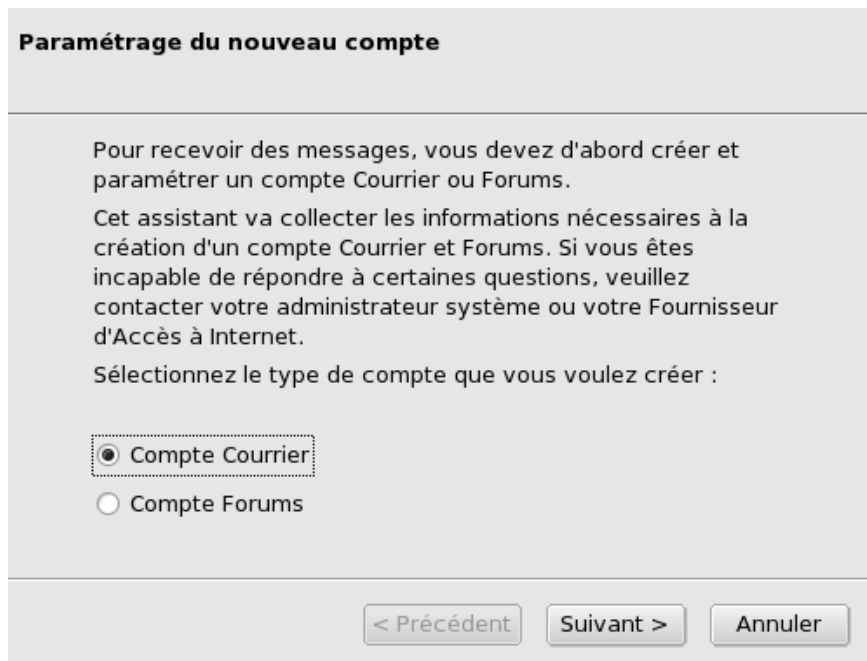 Paramétrage du nouveau compte
Pour recevoir des messages, vous devez d'abord créer et
paramétrer un compte Courrier ou Forums.
Cet assistant va collecter les informations nécessaires à la
création d'un compte Courrier et Forums. Si vous êtes
incapable de répondre à certaines questions, veuillez
contacter votre administrateur système ou votre Fournisseur
d'Accès à Internet.
Sélectionnez le type de compte que vous voulez créer :
Compte Courrier
Compte Forums
< Précédent Suivant > Annuler